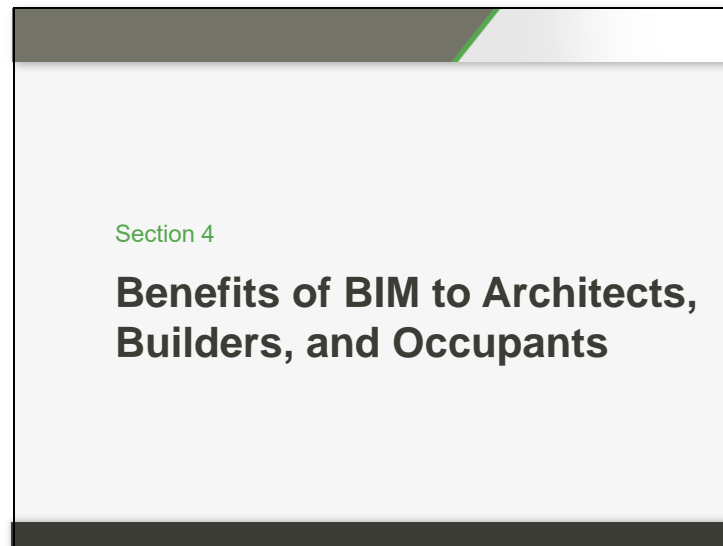 Section 4
Benefits of BIM to Architects,
Builders, and Occupants